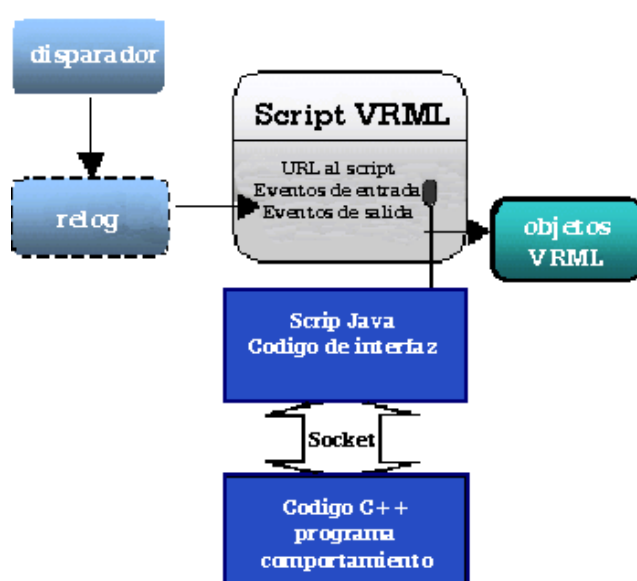 disparador
Script VRML
URL al script
Eventos de entrada
Eventos de salida
relog
objetos
VRML
Scrip Java
Codigo de interfaz
Socket
Codigo C++
programa
comportamiento